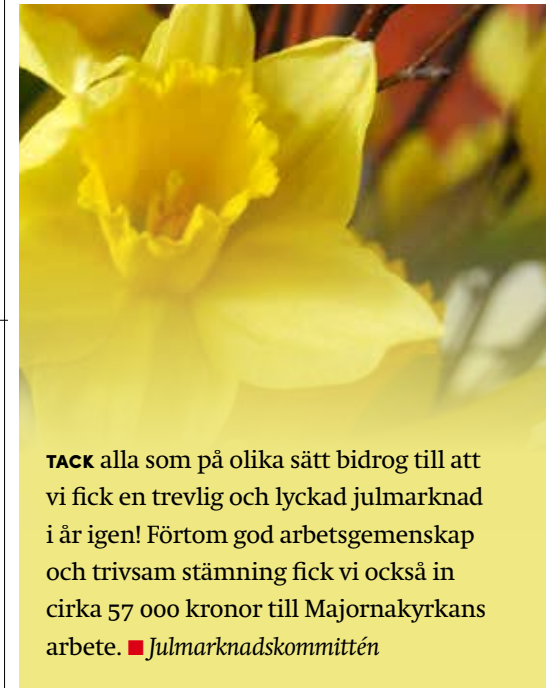 TACK alla som på olika sätt bidrog till att
vi fick en trevlig och lyckad julmarknad
i år igen! Förtom god arbetsgemenskap
och trivsam stämning fick vi också in
cirka 57 000 kronor till Majornakyrkans
arbete. ■ Julmarknadskommittén